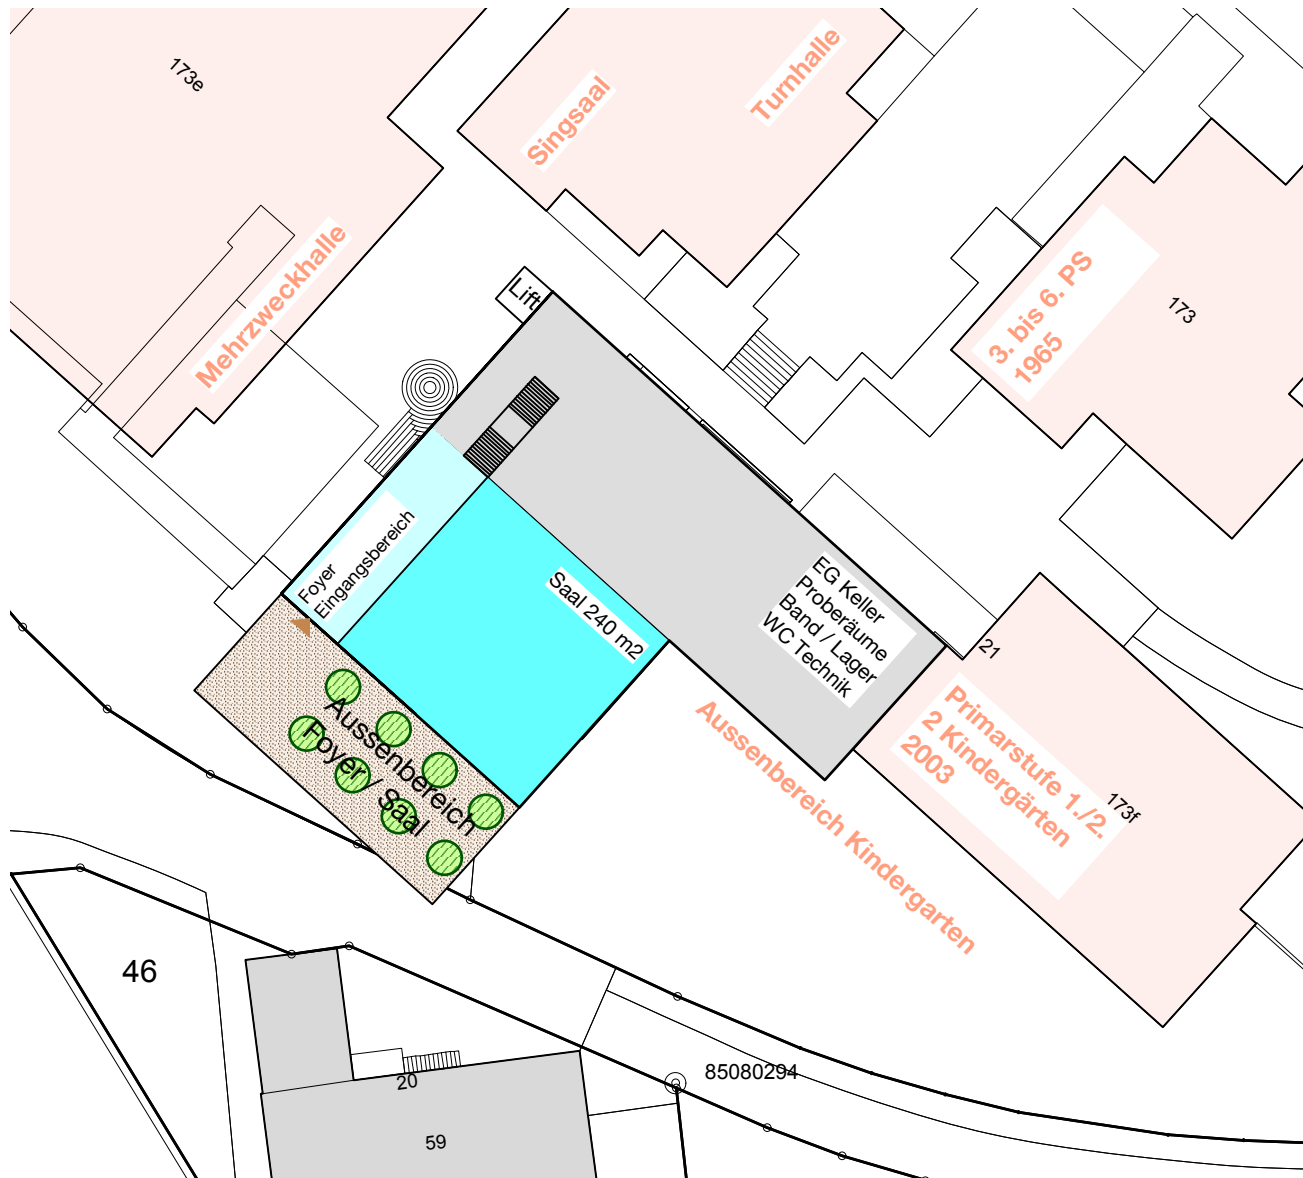 173e
Singsaal
Turnhalle
Mehrzweckhalle
Lift
3. bis 6. PS
1965
173
Foyer
Eingangsbereich
Saal 240 m2
EG Keller
Proberäume
Band / Lager
WC Technik
21
Aussenbereich
Foyer / Saal
Aussenbereich Kindergarten
Primarstufe 1./2.
2 Kindergärten
2003
173f
46
20
59
85080294